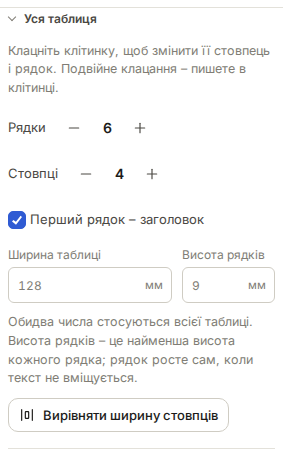 Уся таблиця
Клацніть клітинку, щоб змінити її стовпець
і рядок. Подвійне клацання – пишете в
клітинці.
Рядки − 6 +
Стовпці − 4 +
Перший рядок – заголовок
Ширина таблиці Висота рядків
128 мм 9 мм
Обидва числа стосуються всієї таблиці.
Висота рядків – це найменша висота
кожного рядка; рядок росте сам, коли
текст не вміщується.
Вирівняти ширину стовпців